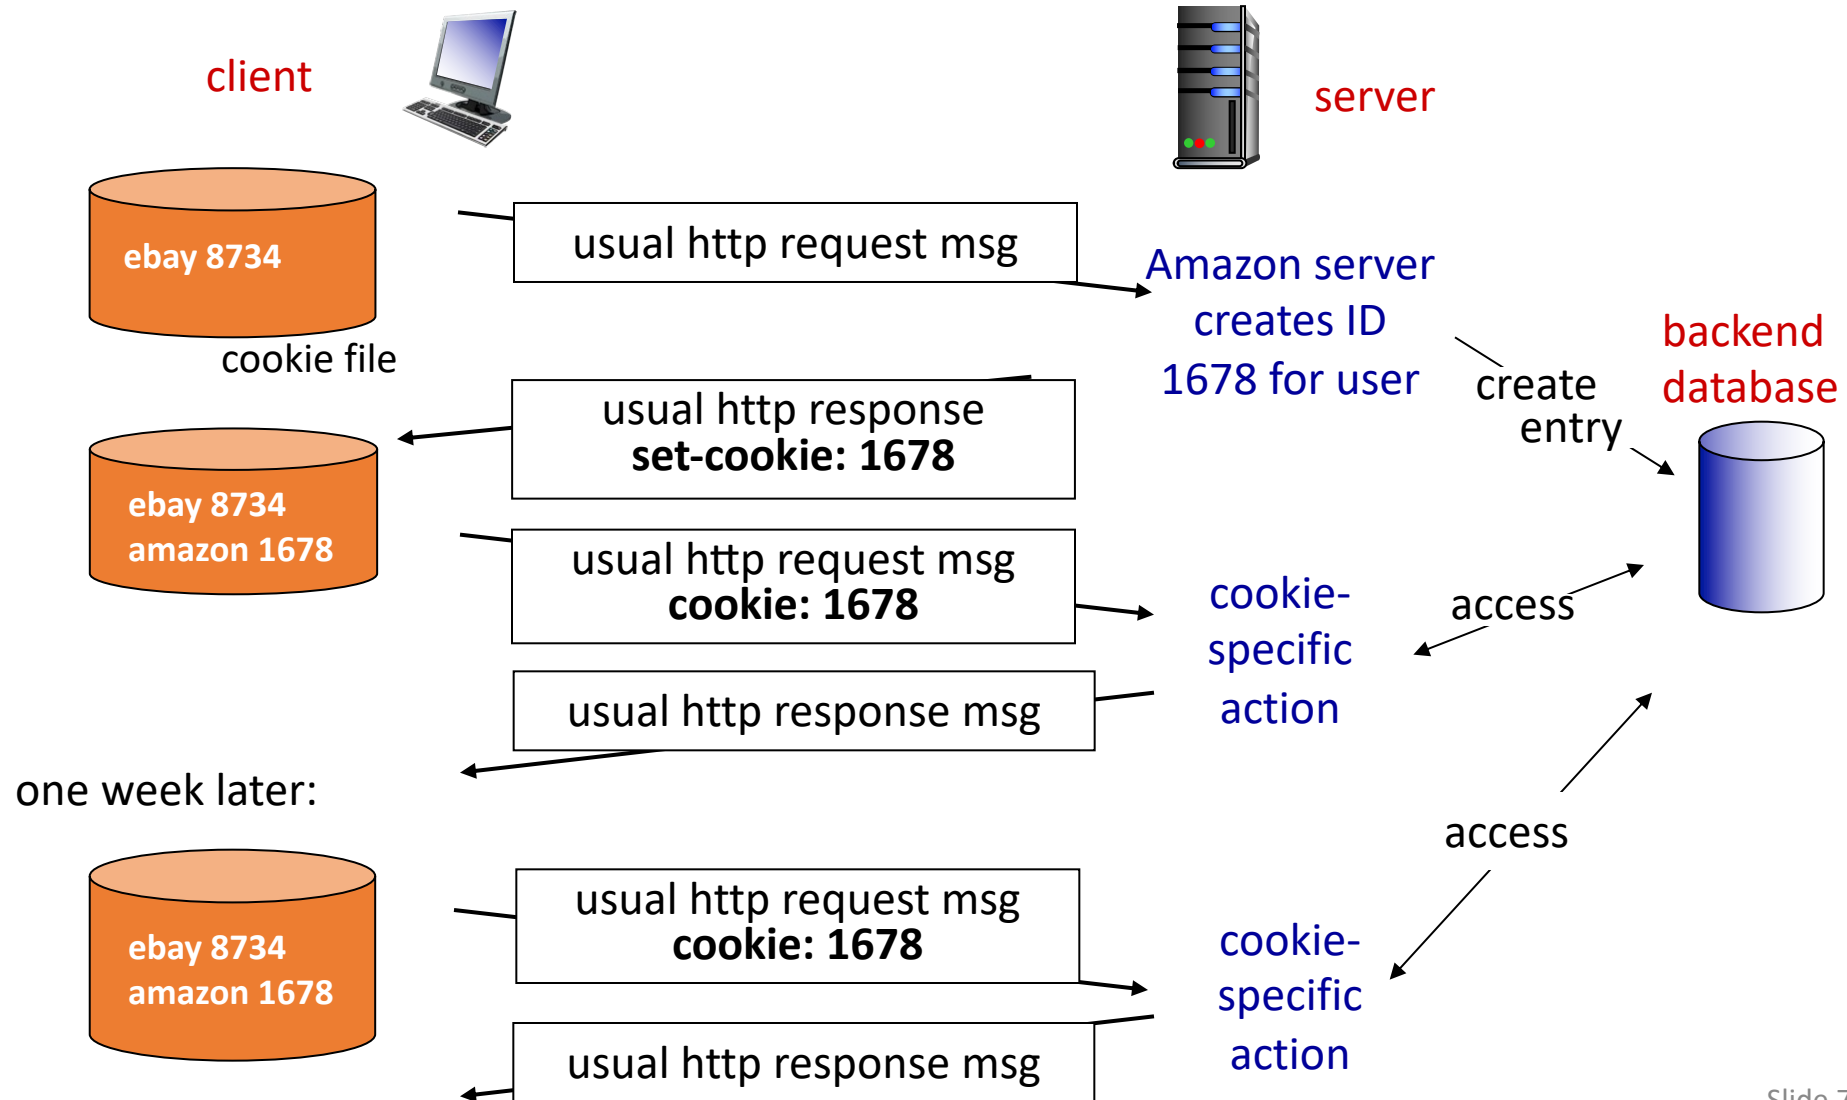 client
server
ebay 8734
cookie file
usual http request msg
Amazon server
creates ID
1678 for user
create
entry
backend
database
usual http response
set-cookie: 1678
ebay 8734
amazon 1678
usual http request msg
cookie: 1678
cookie-
specific
action
access
usual http response msg
one week later:
access
ebay 8734
amazon 1678
usual http request msg
cookie: 1678
cookie-
specific
action
usual http response msg
Slide 7